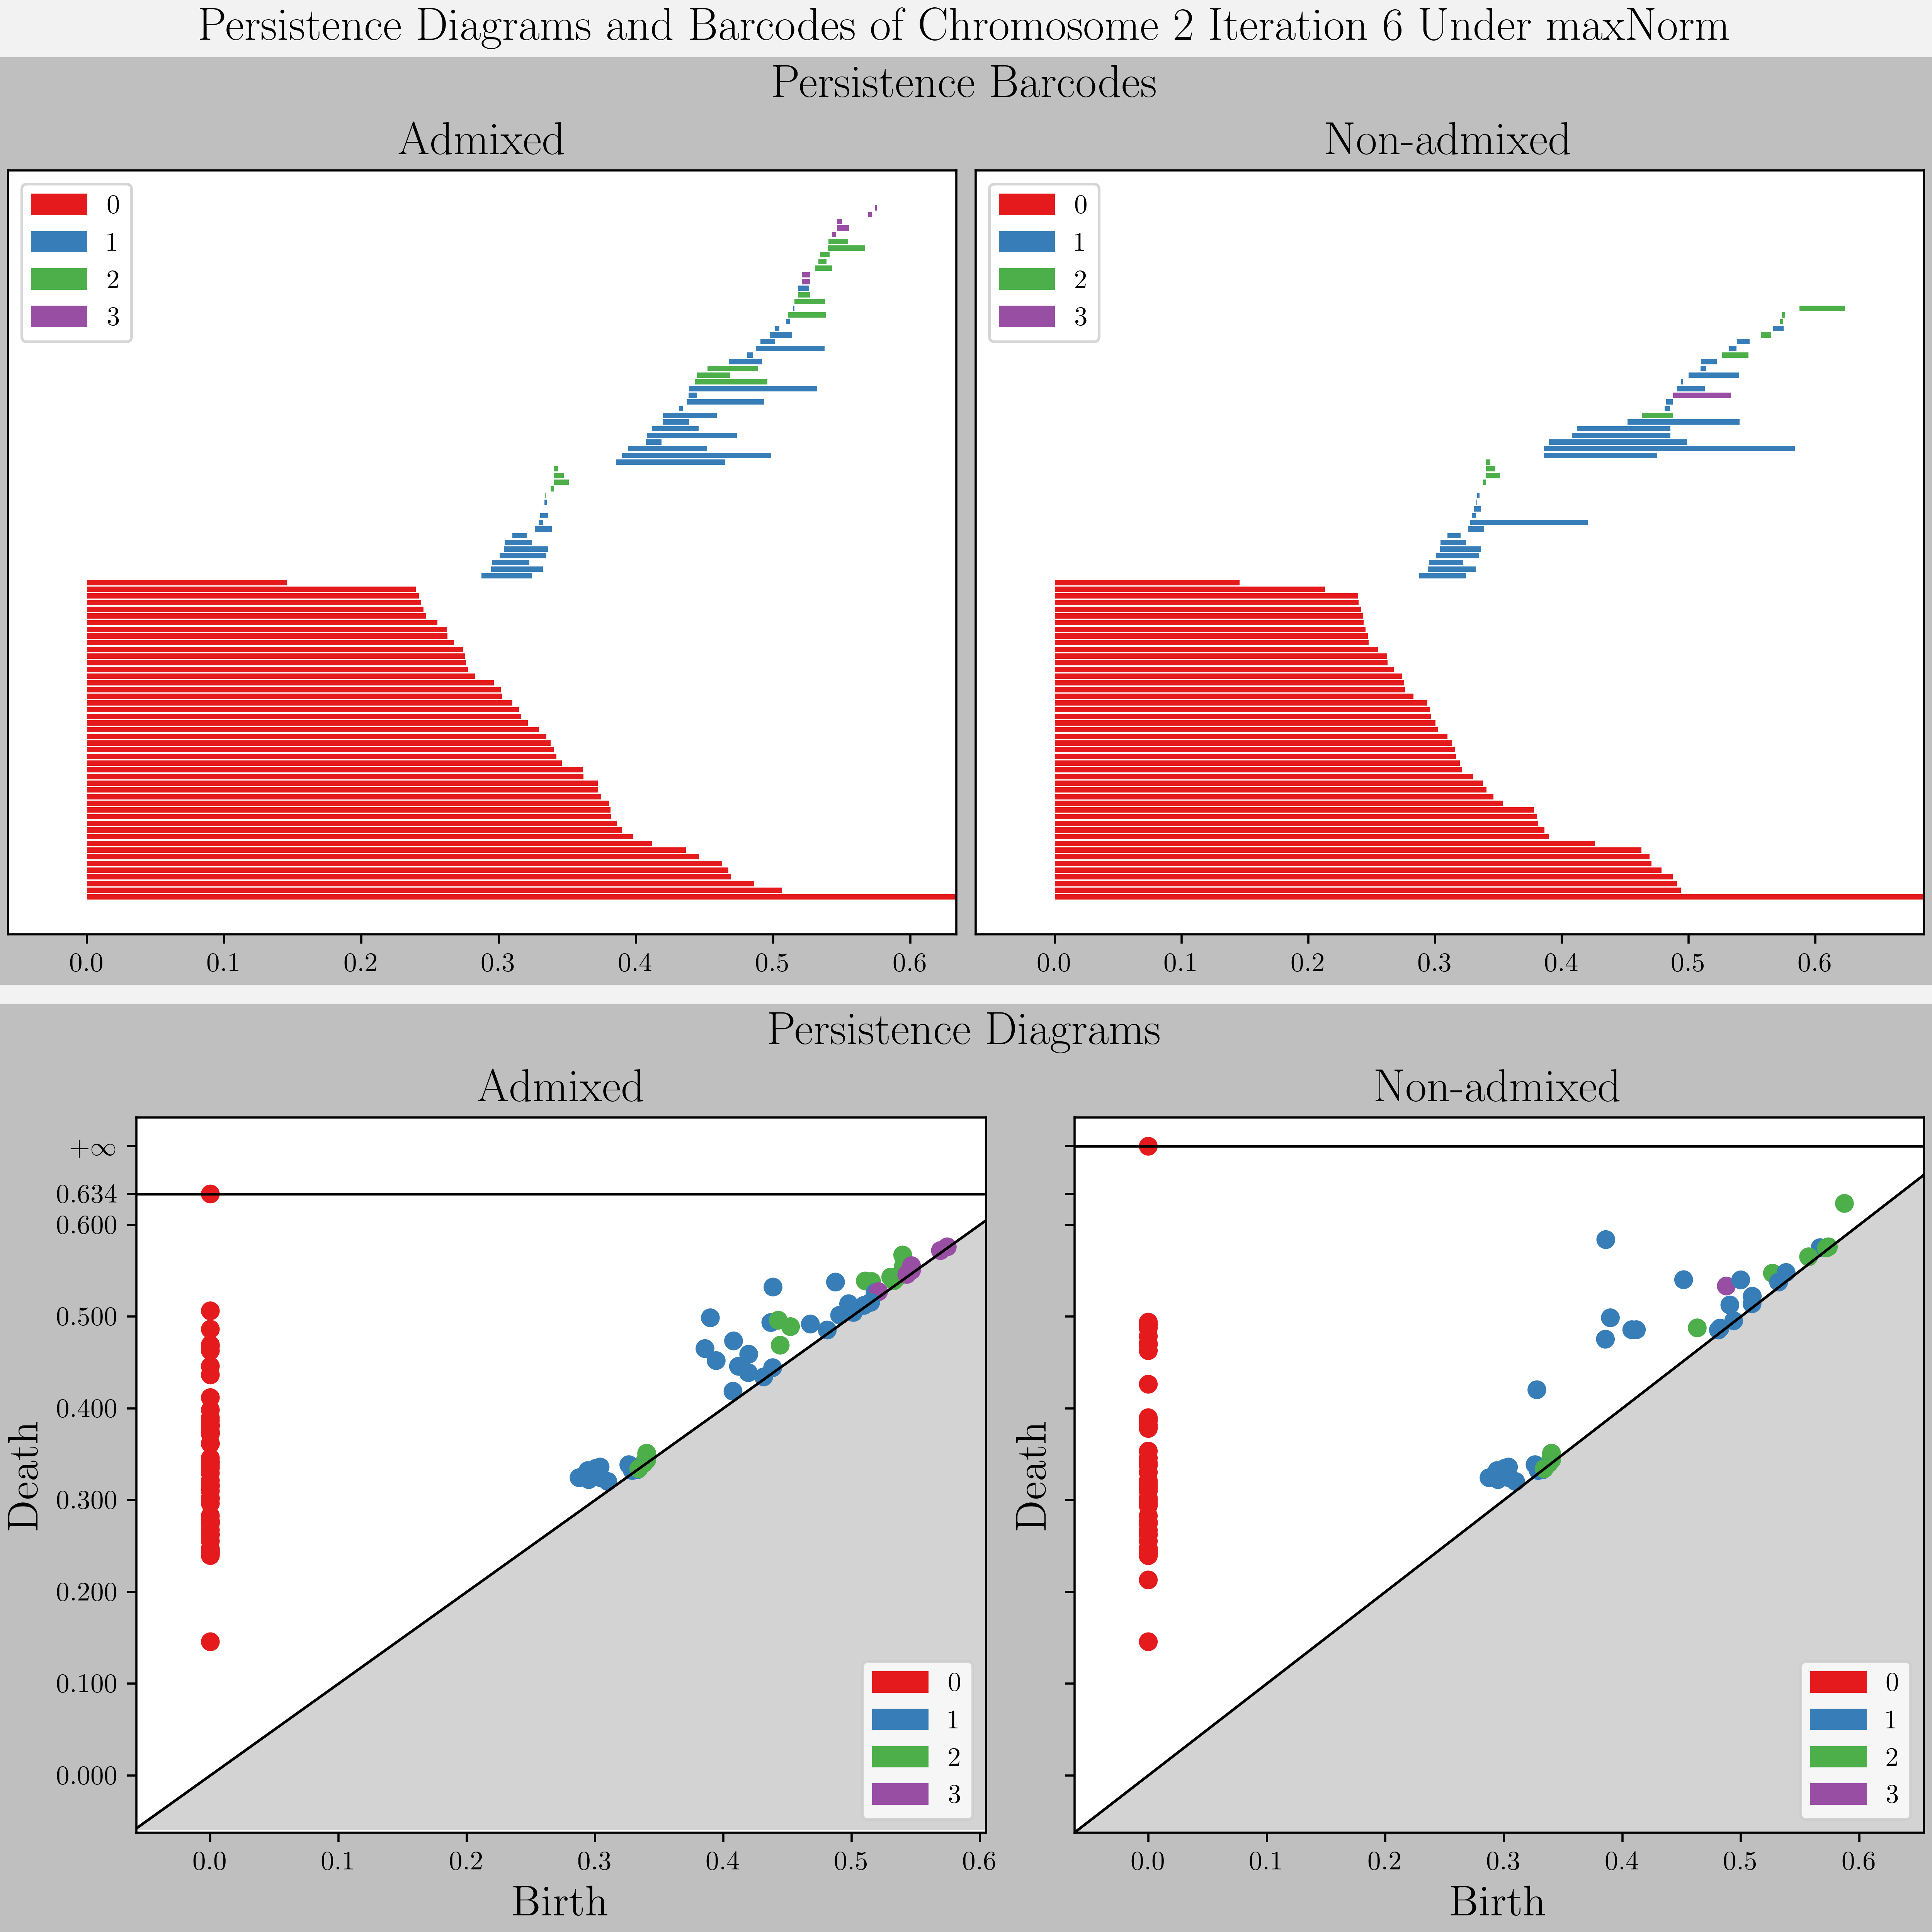 Persistence Diagrams and Barcodes of Chromosome 2 Iteration 6 Under maxNorm
Persistence Barcodes
Admixed
0
1
2
3
0.0 0.1 0.2 0.3 0.4 0.5 0.6
Non-admixed
0
1
2
3
0.0 0.1 0.2 0.3 0.4 0.5 0.6
Persistence Diagrams
Admixed
Death
+∞
0.634
0.600
0.500
0.400
0.300
0.200
0.100
0.000
0
1
2
3
0.0 0.1 0.2 0.3 0.4 0.5 0.6
Birth
Non-admixed
Death
0
1
2
3
0.0 0.1 0.2 0.3 0.4 0.5 0.6
Birth